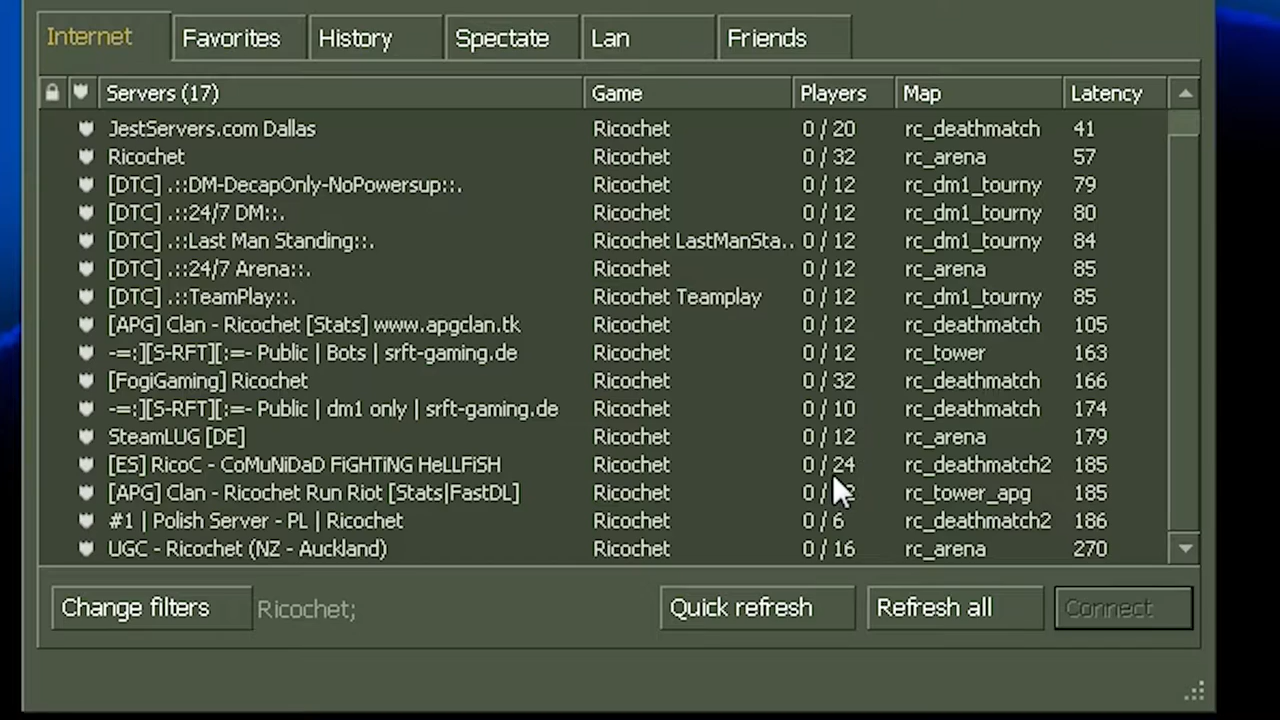 Internet Favorites History Spectate Lan Friends
Servers (17) Game Players Map Latency
JestServers.com Dallas Ricochet 0 / 20 rc_deathmatch 41
Ricochet Ricochet 0 / 32 rc_arena 57
[DTC] .::DM-DecapOnly-NoPowersup::. Ricochet 0 / 12 rc_dm1_tourny 79
[DTC] .::24/7 DM::. Ricochet 0 / 12 rc_dm1_tourny 80
[DTC] .::Last Man Standing::. Ricochet LastManSta.. 0 / 12 rc_dm1_tourny 84
[DTC] .::24/7 Arena::. Ricochet 0 / 12 rc_arena 85
[DTC] .::TeamPlay::. Ricochet Teamplay 0 / 12 rc_dm1_tourny 85
[APG] Clan - Ricochet [Stats] www.apgclan.tk Ricochet 0 / 12 rc_deathmatch 105
-=:][S-RFT][:=- Public | Bots | srft-gaming.de Ricochet 0 / 12 rc_tower 163
[FogiGaming] Ricochet Ricochet 0 / 32 rc_deathmatch 166
-=:][S-RFT][:=- Public | dm1 only | srft-gaming.de Ricochet 0 / 10 rc_deathmatch 174
SteamLUG [DE] Ricochet 0 / 12 rc_arena 179
[ES] RicoC - CoMuNiDaD FiGHTiNG HeLLFiSH Ricochet 0 / 24 rc_deathmatch2 185
[APG] Clan - Ricochet Run Riot [Stats|FastDL] Ricochet 0 / rc_tower_apg 185
#1 | Polish Server - PL | Ricochet Ricochet 0 / 6 rc_deathmatch2 186
UGC - Ricochet (NZ - Auckland) Ricochet 0 / 16 rc_arena 270
Change filters Ricochet; Quick refresh Refresh all Connect